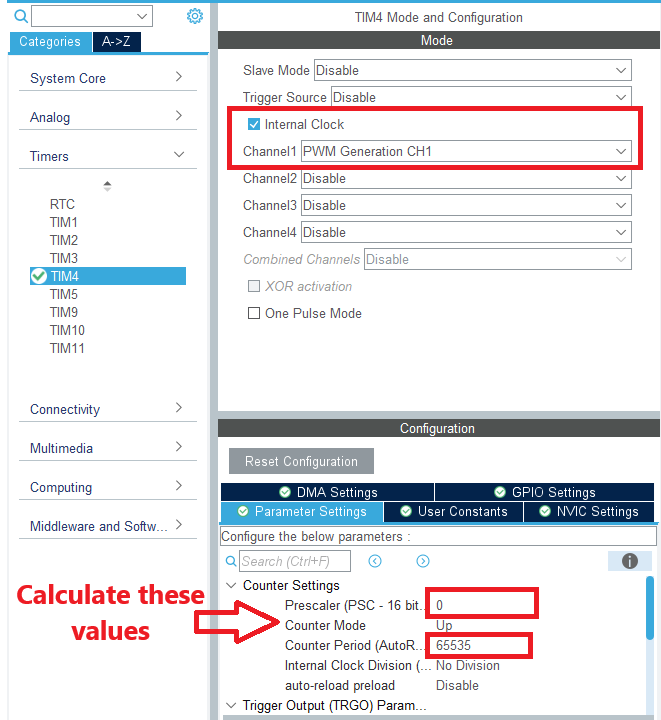 TIM4 Mode and Configuration
Categories
A->Z
System Core
Analog
Timers
RTC
TIM1
TIM2
TIM3
TIM4
TIM5
TIM9
TIM10
TIM11
Connectivity
Multimedia
Computing
Middleware and Softw...
Mode
Slave Mode Disable
Trigger Source Disable
Internal Clock
Channel1 PWM Generation CH1
Channel2 Disable
Channel3 Disable
Channel4 Disable
Combined Channels Disable
XOR activation
One Pulse Mode
Configuration
Reset Configuration
DMA Settings
GPIO Settings
Parameter Settings
User Constants
NVIC Settings
Configure the below parameters :
Search (Ctrl+F)
Counter Settings
Prescaler (PSC - 16 bit... 0
Counter Mode Up
Counter Period (AutoR... 65535
Internal Clock Division (... No Division
auto-reload preload Disable
Trigger Output (TRGO) Param...
Calculate these
values